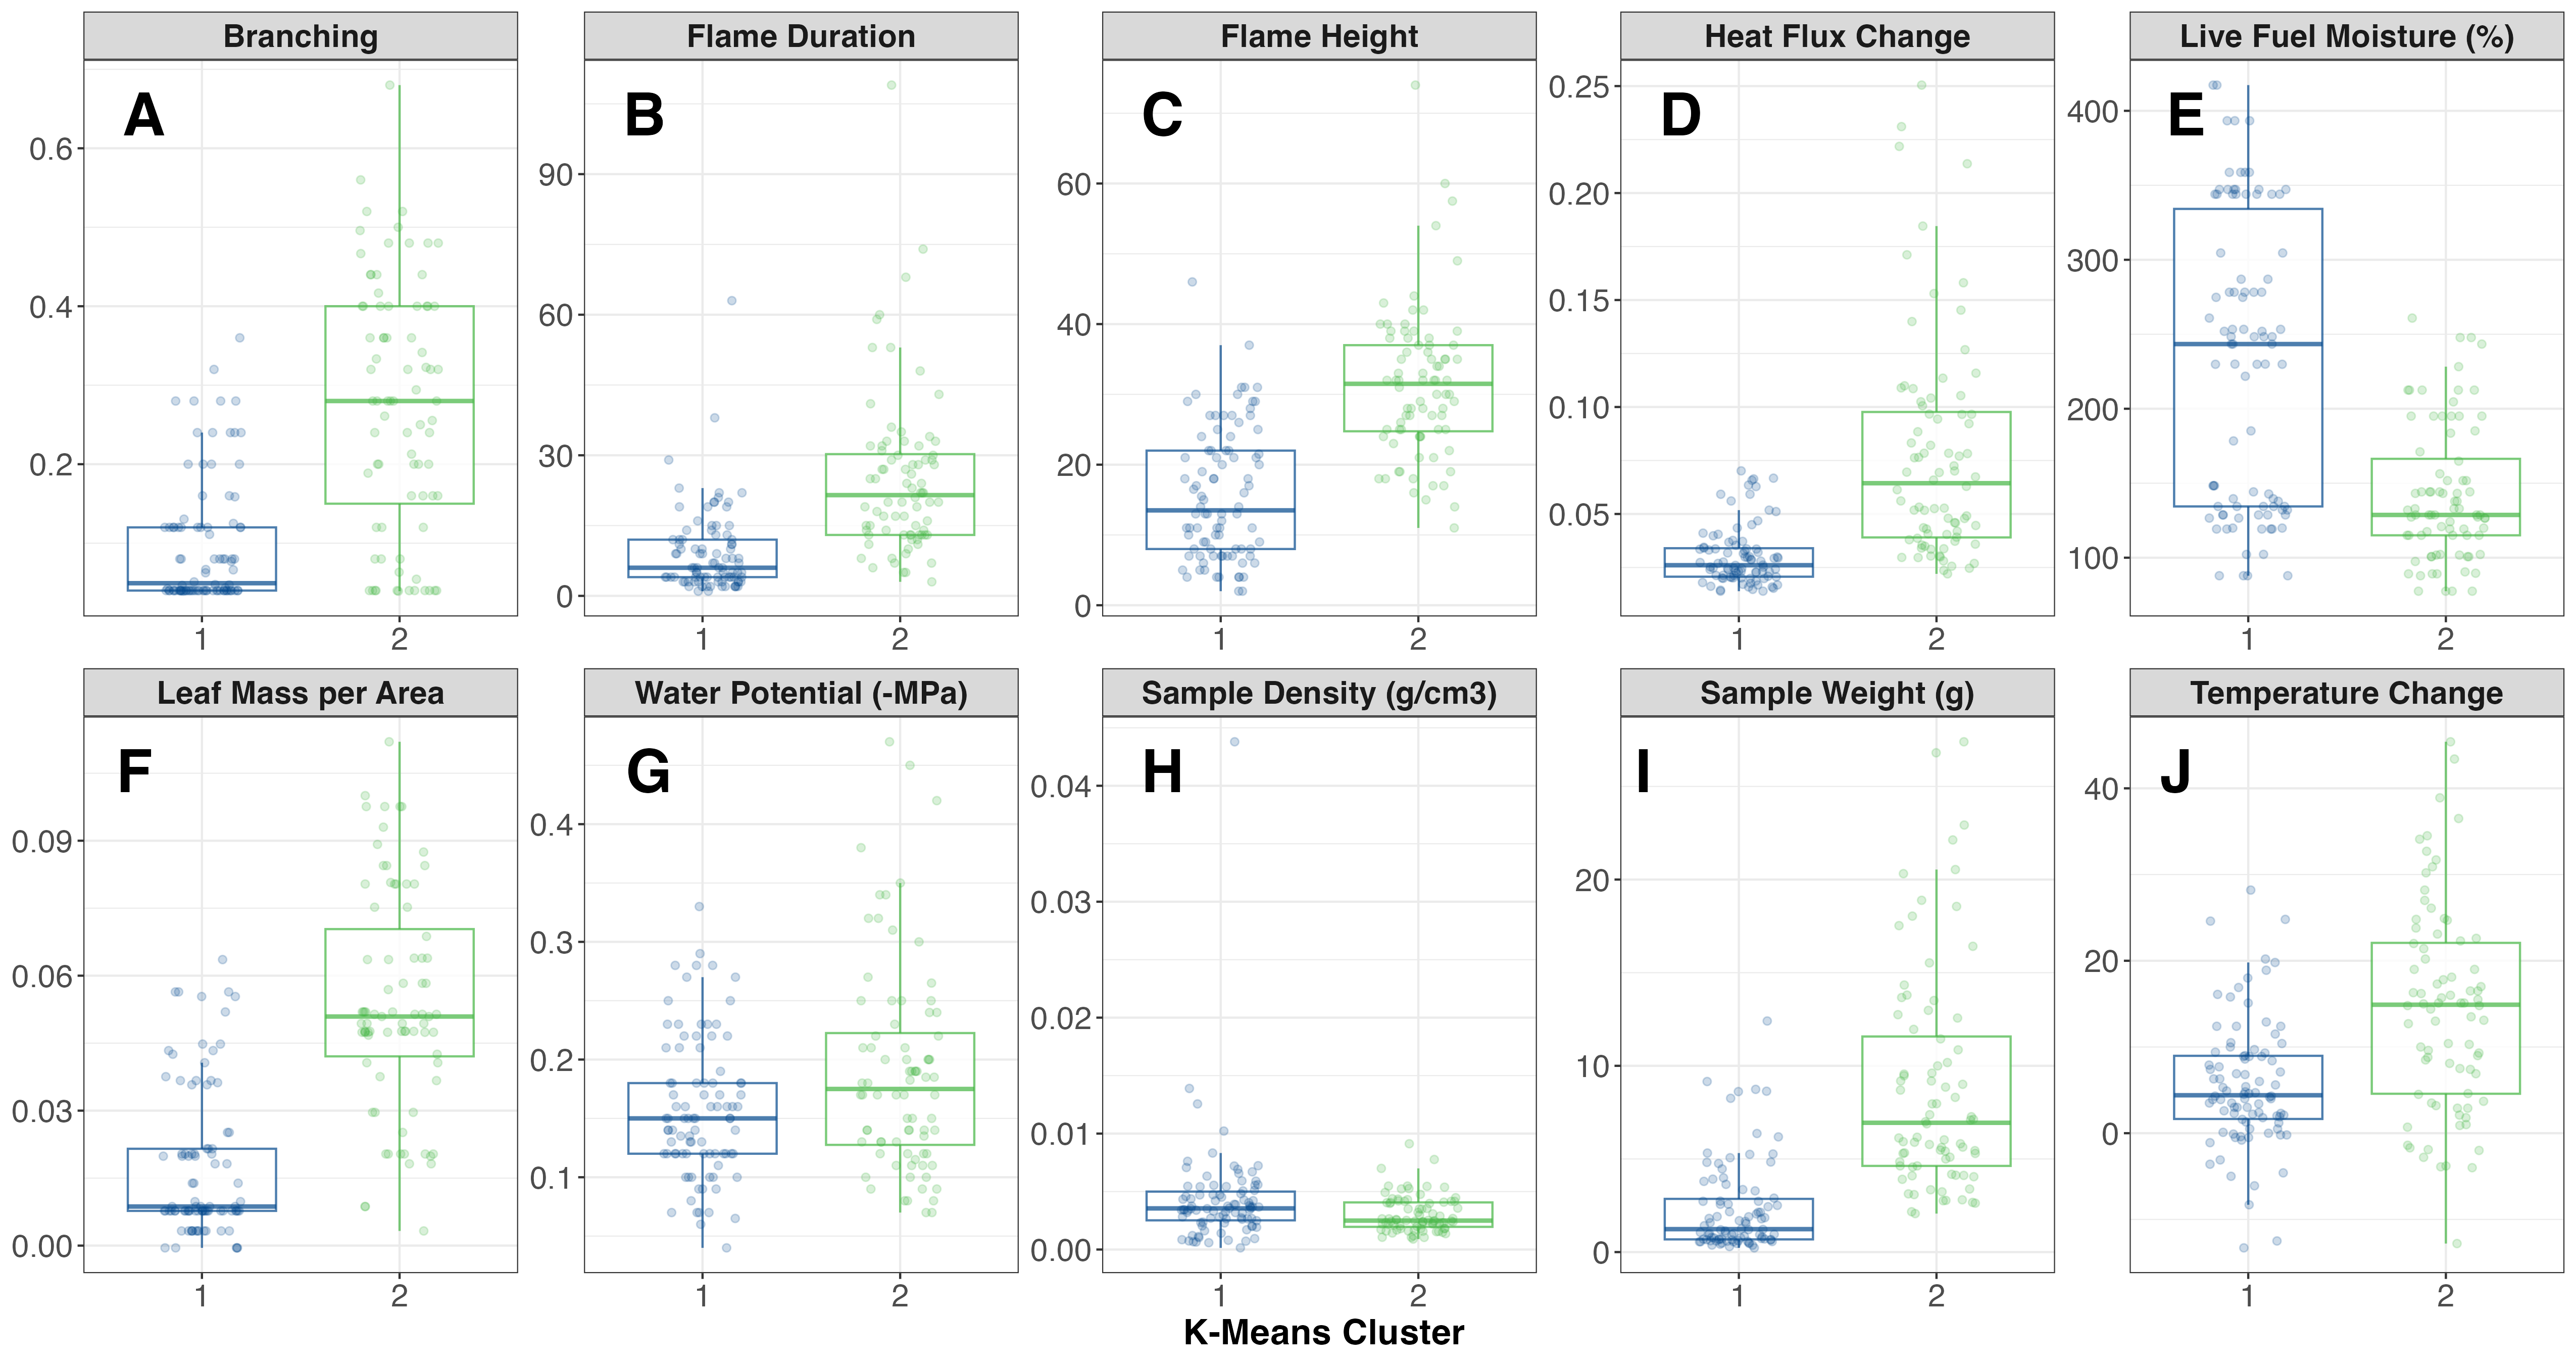 Branching
Flame Duration
Flame Height
Heat Flux Change
Live Fuel Moisture (%)
A
B
C
D
E
0.6
0.4
0.2
90
60
30
0
60
40
20
0
0.25
0.20
0.15
0.10
0.05
400
300
200
100
1 2
1 2
1 2
1 2
1 2
Leaf Mass per Area
Water Potential (-MPa)
Sample Density (g/cm3)
Sample Weight (g)
Temperature Change
F
G
H
I
J
0.09
0.06
0.03
0.00
0.4
0.3
0.2
0.1
0.04
0.03
0.02
0.01
0.00
20
10
0
40
20
0
1 2
1 2
1 2
1 2
1 2
K-Means Cluster